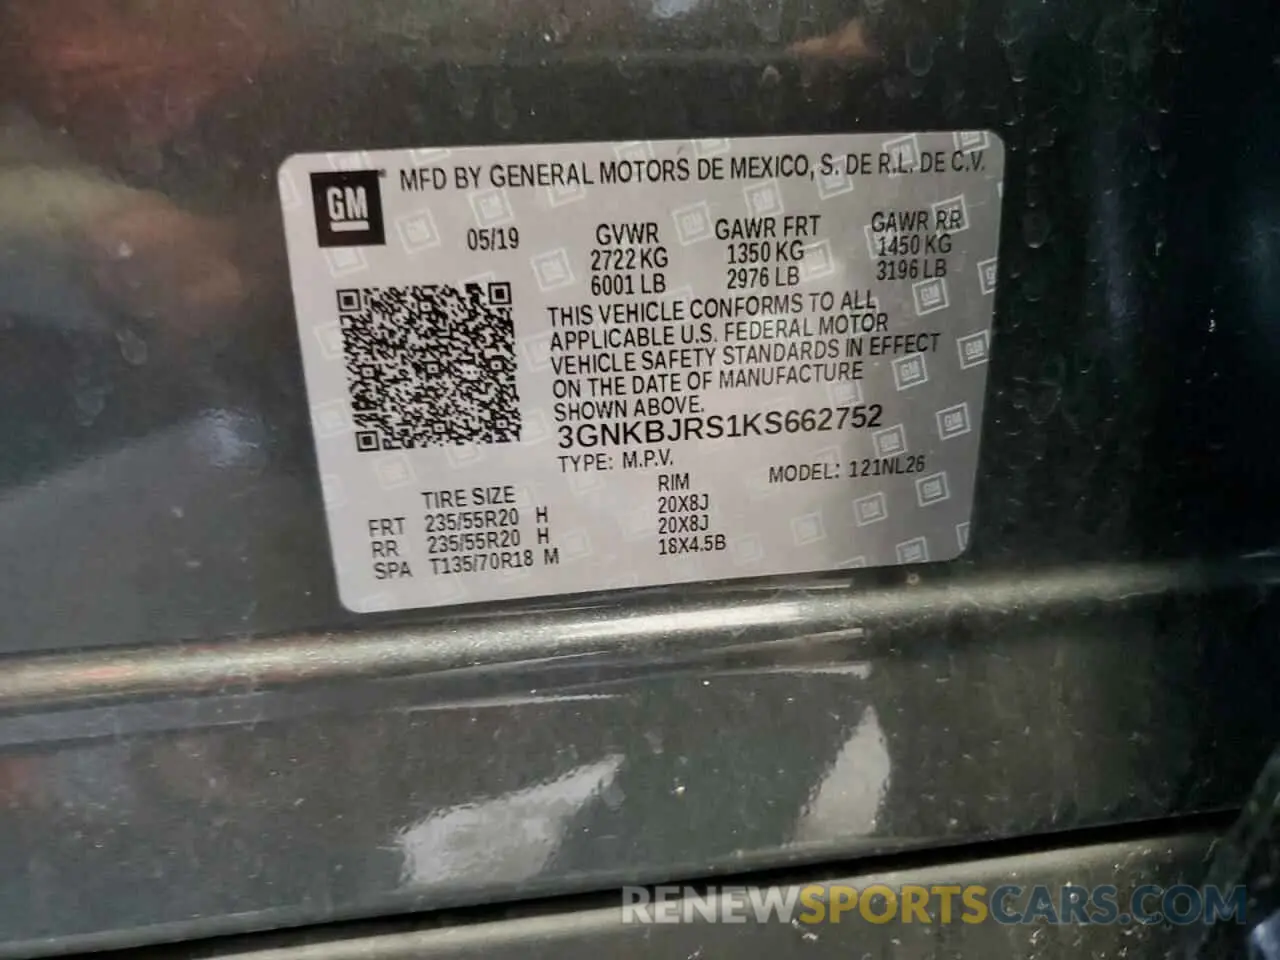 GM ® MFD BY GENERAL MOTORS DE MEXICO, S. DE R.L. DE C.V.
05/19 GVWR GAWR FRT GAWR RR
2722 KG 1350 KG 1450 KG
6001 LB 2976 LB 3196 LB
THIS VEHICLE CONFORMS TO ALL
APPLICABLE U.S. FEDERAL MOTOR
VEHICLE SAFETY STANDARDS IN EFFECT
ON THE DATE OF MANUFACTURE
SHOWN ABOVE.
3GNKBJRS1KS662752
TYPE: M.P.V. MODEL: 121NL26
TIRE SIZE RIM
FRT 235/55R20 H 20X8J
RR 235/55R20 H 20X8J
SPA T135/70R18 M 18X4.5B
RENEWSPORTSCARS.COM